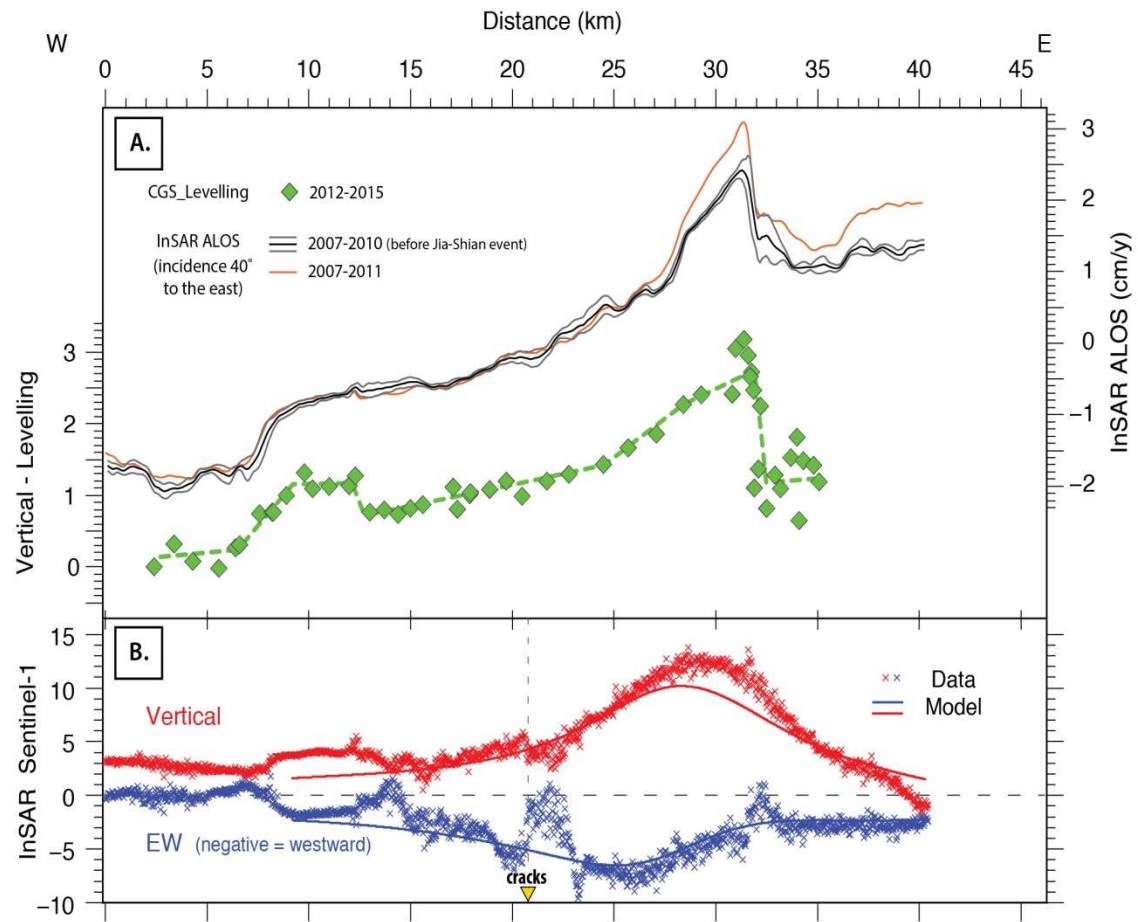 Distance (km)
W
E
0 5 10 15 20 25 30 35 40 45
A.
CGS_Levelling
2012-2015
InSAR ALOS
(incidence 40˚
to the east)
2007-2010 (before Jia-Shian event)
2007-2011
3
2
1
0
Vertical - Levelling
3
2
1
0
−1
−2
InSAR ALOS (cm/y)
B.
15
10
5
0
-5
-10
InSAR Sentinel-1
Vertical
EW (negative = westward)
Data
Model
cracks